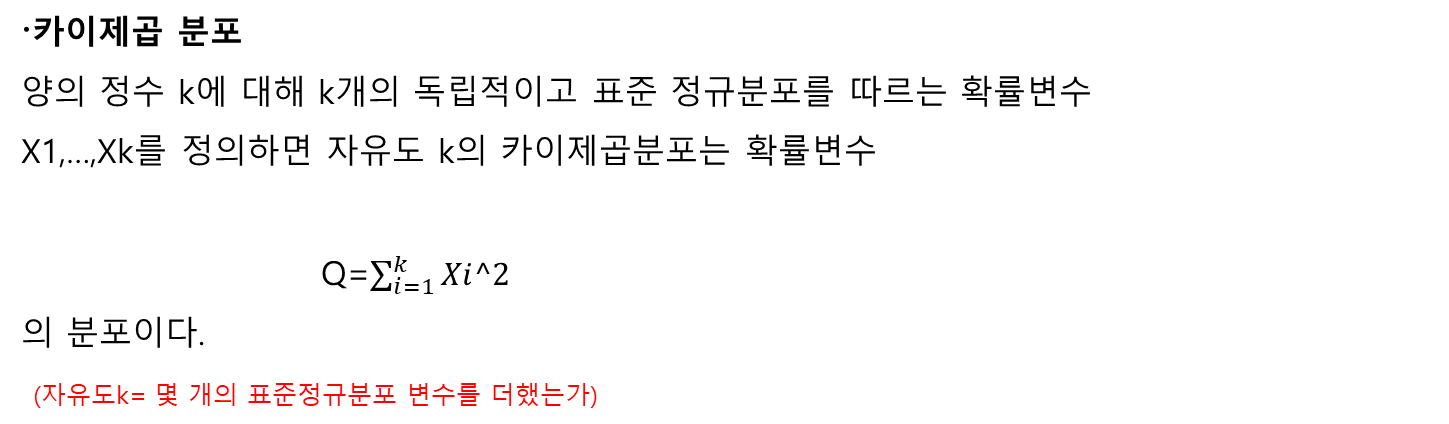 ·카이제곱 분포
양의 정수 k에 대해 k개의 독립적이고 표준 정규분포를 따르는 확률변수
X1,...,Xk를 정의하면 자유도 k의 카이제곱분포는 확률변수
Q=∑_{i=1}^{k} Xi^2
의 분포이다.
(자유도k= 몇 개의 표준정규분포 변수를 더했는가)